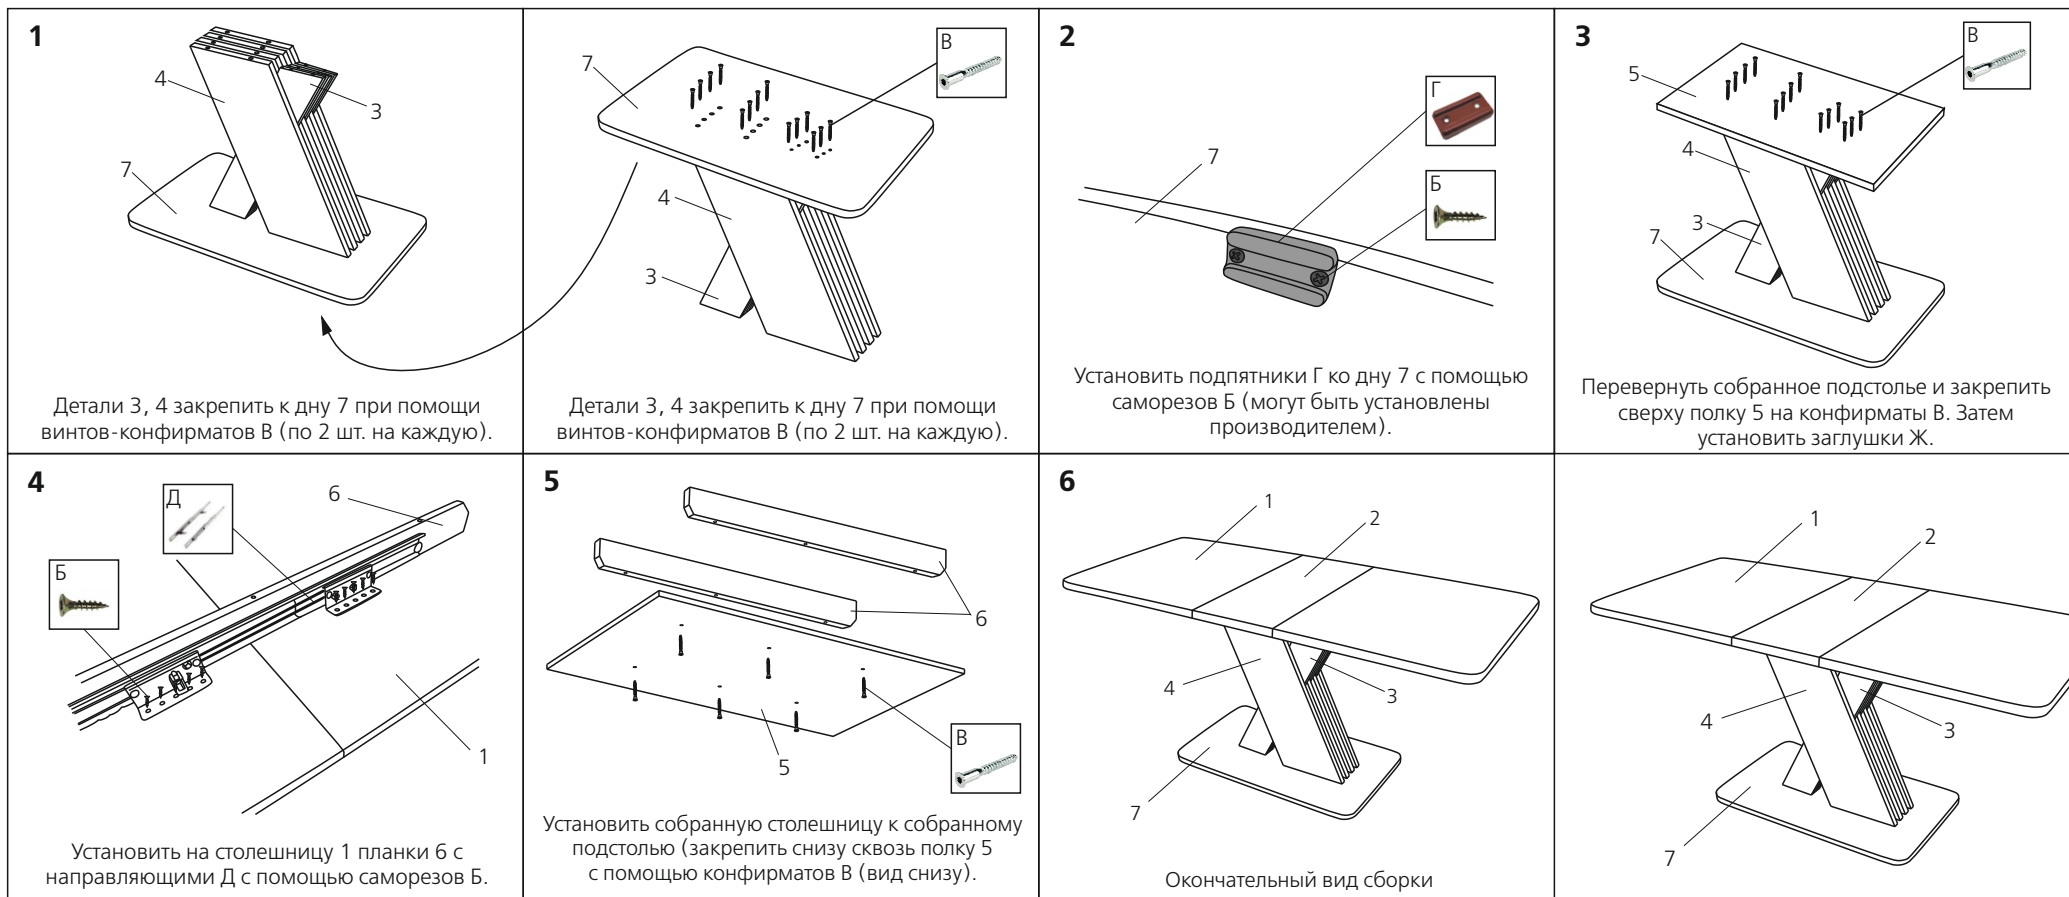 1
4
3
7
Детали 3, 4 закрепить к дну 7 при помощи
винтов-конфирматов В (по 2 шт. на каждую).
7
В
4
3
Детали 3, 4 закрепить к дну 7 при помощи
винтов-конфирматов В (по 2 шт. на каждую).
2
Г
7
Б
Установить подпятники Г ко дну 7 с помощью
саморезов Б (могут быть установлены
производителем).
3
В
5
4
3
7
Перевернуть собранное подстолье и закрепить
сверху полку 5 на конфирматы В. Затем
установить заглушки Ж.
4
Д
6
Б
1
Установить на столешницу 1 планки 6 с
направляющими Д с помощью саморезов Б.
5
6
В
5
Установить собранную столешницу к собранному
подстолью (закрепить снизу сквозь полку 5
с помощью конфирматов В (вид снизу).
6
1
2
4
3
7
Окончательный вид сборки
1
2
4
3
7